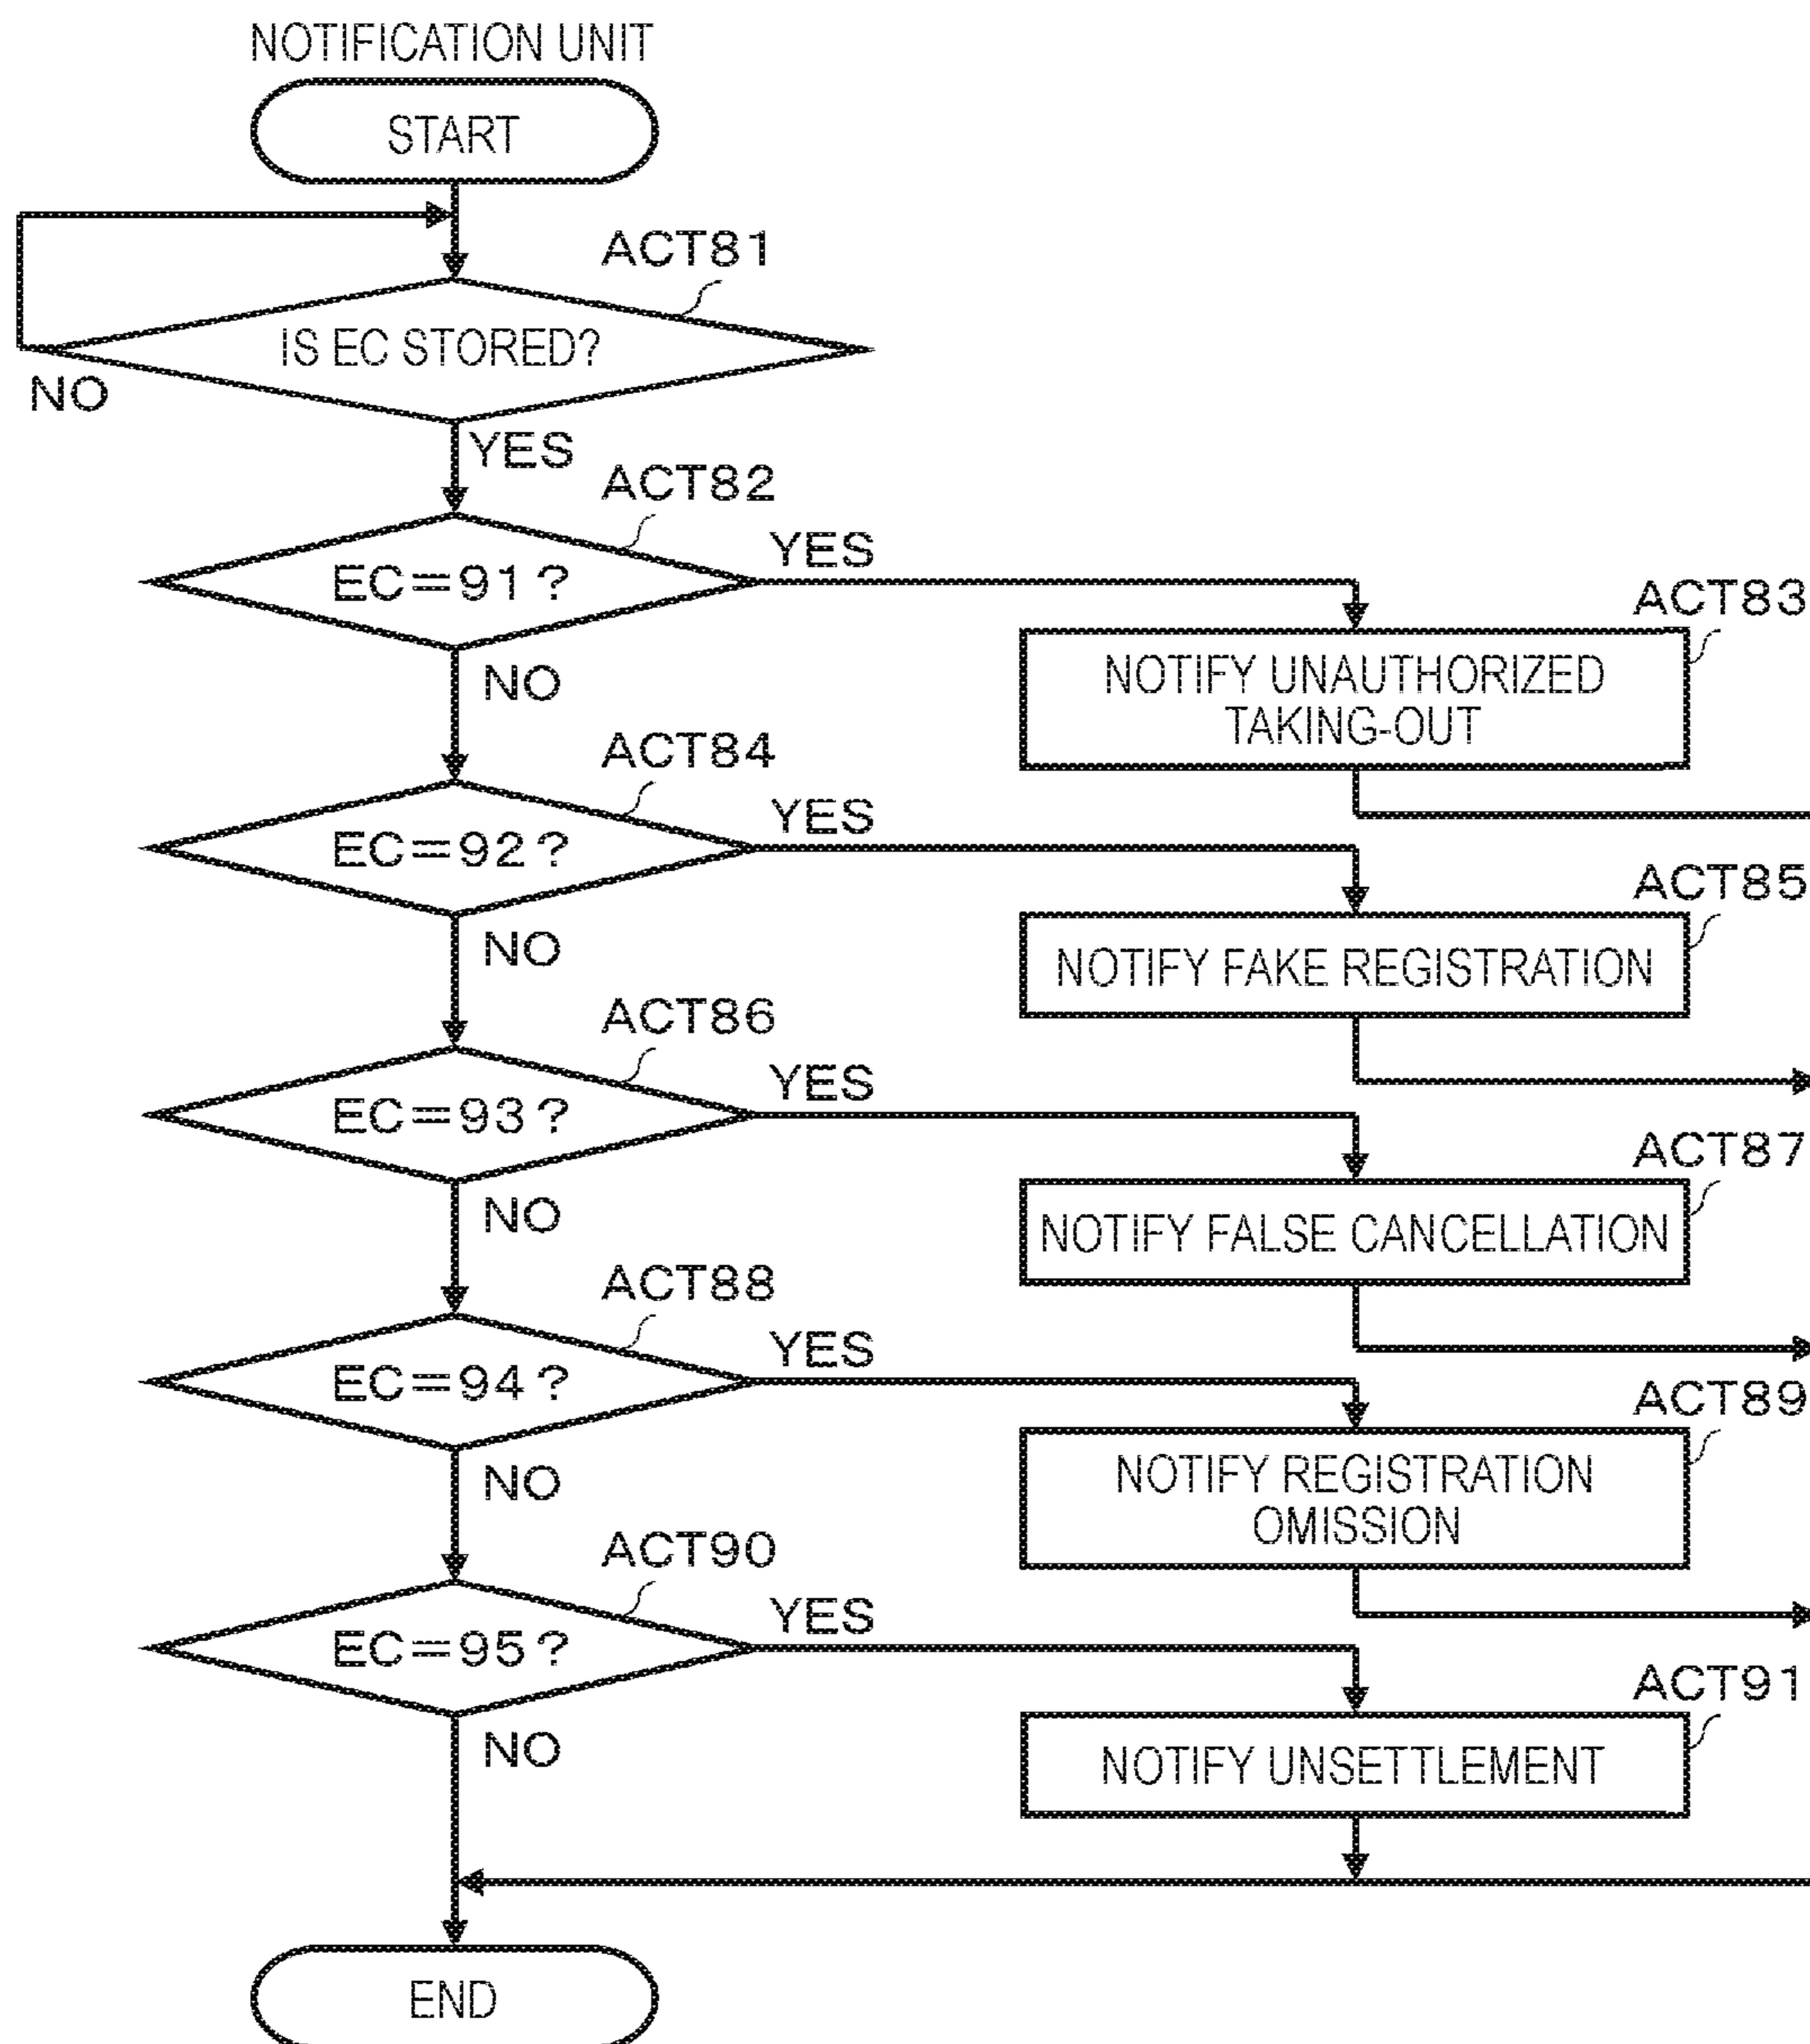 NOTIFICATION UNIT
START
ACT81
IS EC STORED?
NO
YES
ACT82
EC=91?
YES
NO
ACT83
NOTIFY UNAUTHORIZED
TAKING-OUT
ACT84
EC=92?
YES
NO
ACT85
NOTIFY FAKE REGISTRATION
ACT86
EC=93?
YES
NO
ACT87
NOTIFY FALSE CANCELLATION
ACT88
EC=94?
YES
NO
ACT89
NOTIFY REGISTRATION
OMISSION
ACT90
EC=95?
YES
NO
ACT91
NOTIFY UNSETTLEMENT
END